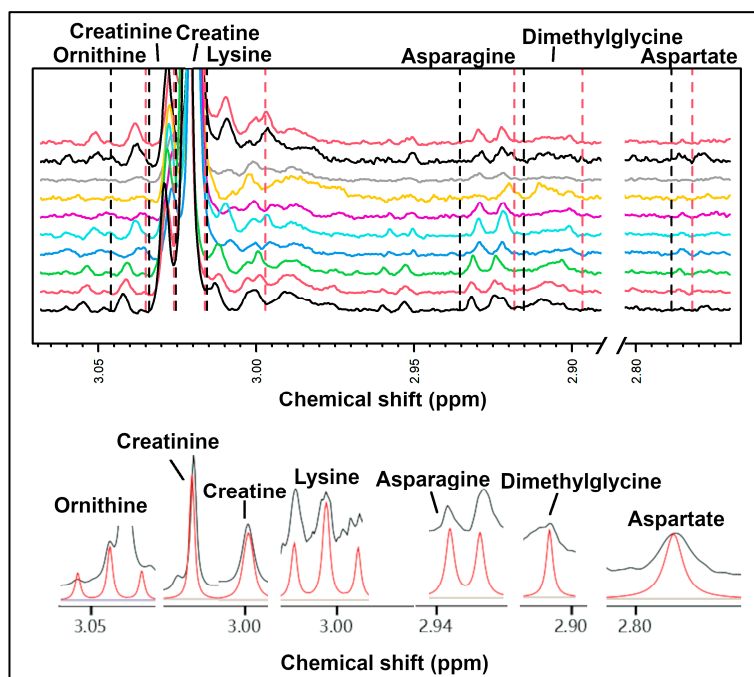 Creatinine Creatine Dimethylglycine
Ornithine Lysine Asparagine Aspartate
3.05 3.00 2.95 2.90 2.80
Chemical shift (ppm)
Creatinine
Ornithine Creatine Lysine Asparagine Dimethylglycine Aspartate
3.05 3.00 3.00 2.94 2.90 2.80
Chemical shift (ppm)